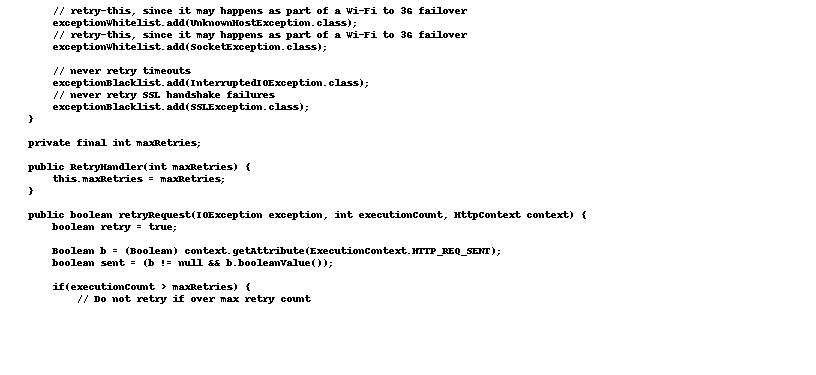 // retry-this, since it may happens as part of a Wi-Fi to 3G failover
exceptionWhitelist.add(UnknownHostException.class);
// retry-this, since it may happens as part of a Wi-Fi to 3G failover
exceptionWhitelist.add(SocketException.class);
// never retry timeouts
exceptionBlacklist.add(InterruptedIOException.class);
// never retry SSL handshake failures
exceptionBlacklist.add(SSLException.class);
}
private final int maxRetries;
public RetryHandler(int maxRetries) {
this.maxRetries = maxRetries;
}
public boolean retryRequest(IOException exception, int executionCount, HttpContext context) {
boolean retry = true;
Boolean b = (Boolean) context.getAttribute(ExecutionContext.HTTP_REQ_SENT);
boolean sent = (b != null && b.booleanValue());
if(executionCount > maxRetries) {
// Do not retry if over max retry count